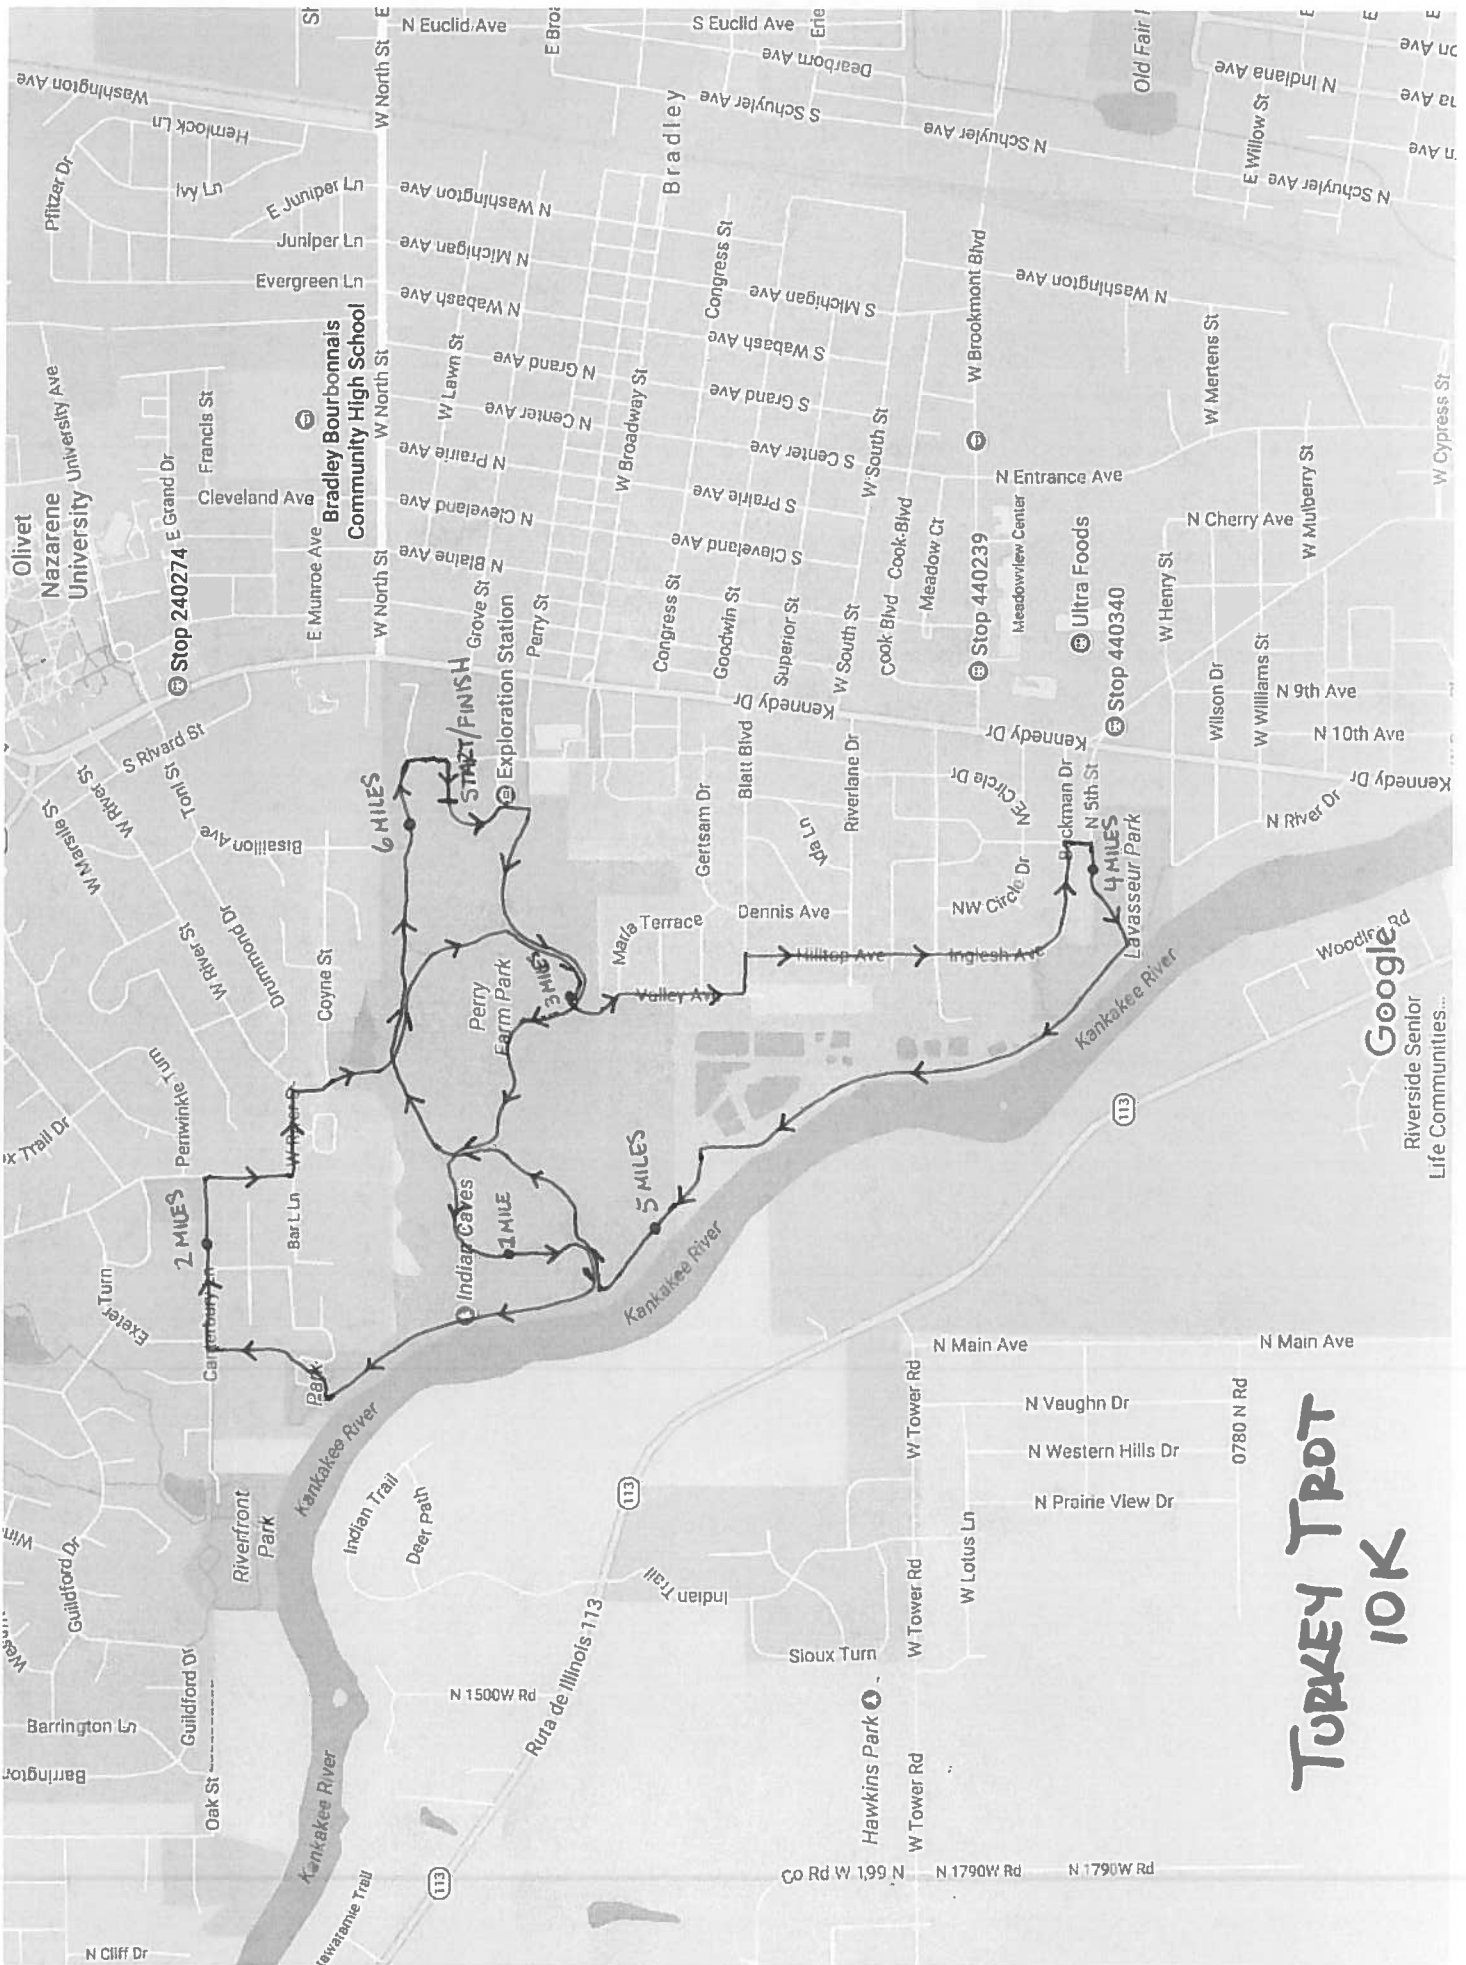 Olivet
Nazarene
University
University Ave
Stop 240274
E Grand Dr
Francis St
Cleveland Ave
E Munroe Ave
Bradley Bourbonnais
Community High School
Washington Ave
Hemlock Ln
Pfitzer Dr
Ivy Ln
E Juniper Ln
Juniper Ln
Evergreen Ln
W North St
W North St
W North St
N Euclid Ave
S Euclid Ave
Dearborn Ave
S Schuyler Ave
N Schuyler Ave
N Schuyler Ave
Old Fair
N Indiana Ave
E Willow St
Bradley
N Washington Ave
N Michigan Ave
N Wabash Ave
N Grand Ave
N Center Ave
N Prairie Ave
N Cleveland Ave
N Blaine Ave
W Lawn St
Grove St
Perry St
W Broadway St
Congress St
Congress St
S Michigan Ave
S Wabash Ave
S Grand Ave
S Center Ave
S Prairie Ave
S Cleveland Ave
Goodwin St
Superior St
W South St
W South St
Cook Blvd
Cook Blvd
Meadow Ct
W Brookmont Blvd
N Washington Ave
W Mertens St
N Entrance Ave
W Cypress St
W Mulberry St
N Cherry Ave
Meadowview Center
Stop 440239
Ultra Foods
Stop 440340
W Henry St
Wilson Dr
W Williams St
N 9th Ave
N 10th Ave
Kennedy Dr
Kennedy Dr
Kennedy Dr
N River Dr
S Rivard St
Toni St
W River St
W Marsile St
Bisaillon Ave
W River St
Drummond Dr
Coyne St
6 MILES
START/FINISH
Exploration Station
Blatt Blvd
Gertsam Dr
Riverlane Dr
Ida Ln
NE Circle Dr
NW Circle Dr
Beckman Dr
N 5th St
4 MILES
Lavasseur Park
Marla Terrace
Dennis Ave
Hilltop Ave
Inglesh Ave
Valley Ave
Perry
Farm Park
3 MILES
Periwinkle Turn
2 MILES
W River St
Bar L Ln
Exeter Turn
Canterbury Ln
Park
Indian Caves
1 MILE
5 MILES
Kankakee River
Kankakee River
Kankakee River
Kankakee River
113
113
113
Google
Riverside Senior
Life Communities...
Riverfront
Park
Guildford Dr
Guildford Dr
Barrington Ln
Barrington
Oak St
Indian Trail
Deer Path
Indian Trail
Ruta de Illinois 113
N 1500W Rd
N Cliff Dr
N Main Ave
N Main Ave
N Vaughn Dr
N Western Hills Dr
N Prairie View Dr
0780 N Rd
W Tower Rd
W Tower Rd
W Tower Rd
W Lotus Ln
Sioux Turn
Hawkins Park
Co Rd W 199 N
N 1790W Rd
N 1790W Rd
TURKEY TROT
10K